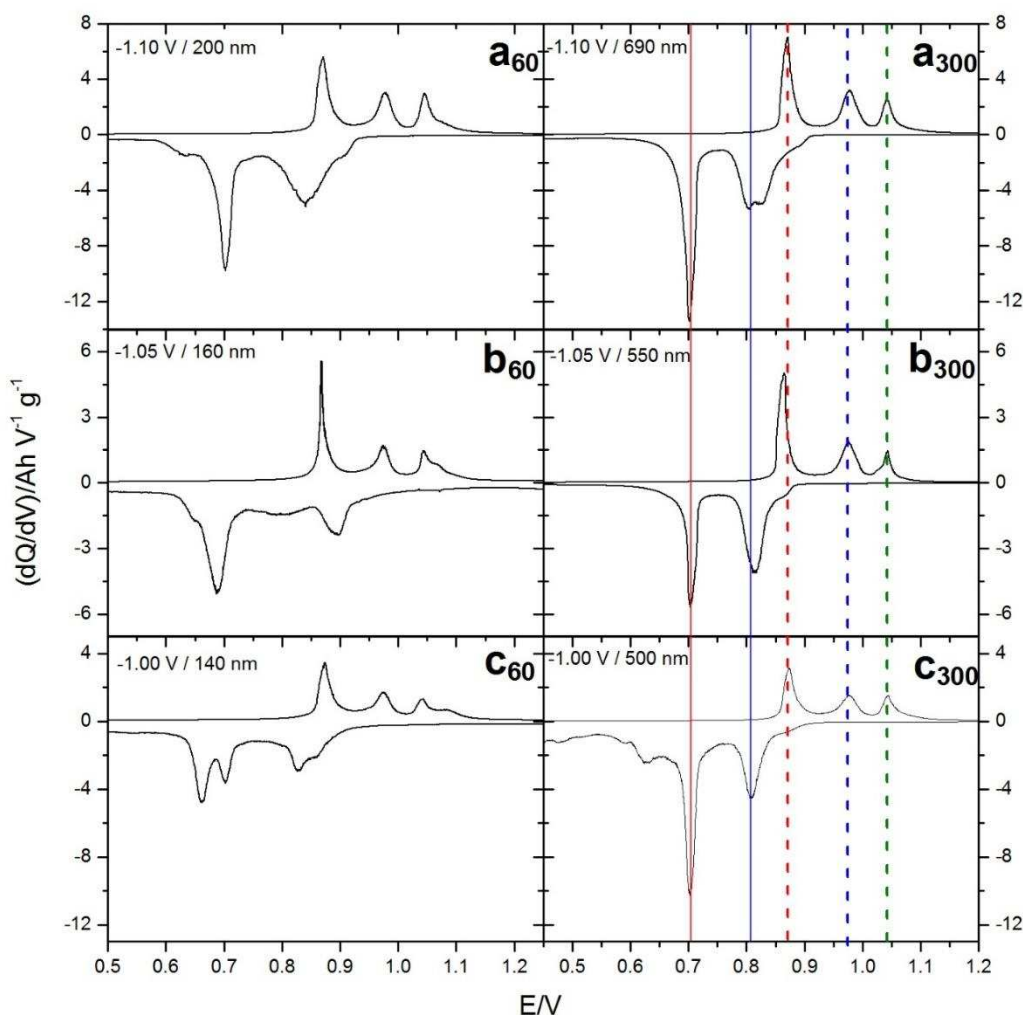 -1.10 V / 200 nm
a60
-1.10 V / 690 nm
a300
8
4
0
-4
-8
-12
8
4
0
-4
-8
-12
-1.05 V / 160 nm
b60
-1.05 V / 550 nm
b300
6
3
0
-3
-6
6
3
0
-3
-6
-1.00 V / 140 nm
c60
-1.00 V / 500 nm
c300
4
0
-4
-8
-12
4
0
-4
-8
-12
(dQ/dV)/Ah V⁻¹ g⁻¹
0.5 0.6 0.7 0.8 0.9 1.0 1.1 1.2
0.5 0.6 0.7 0.8 0.9 1.0 1.1 1.2
E/V